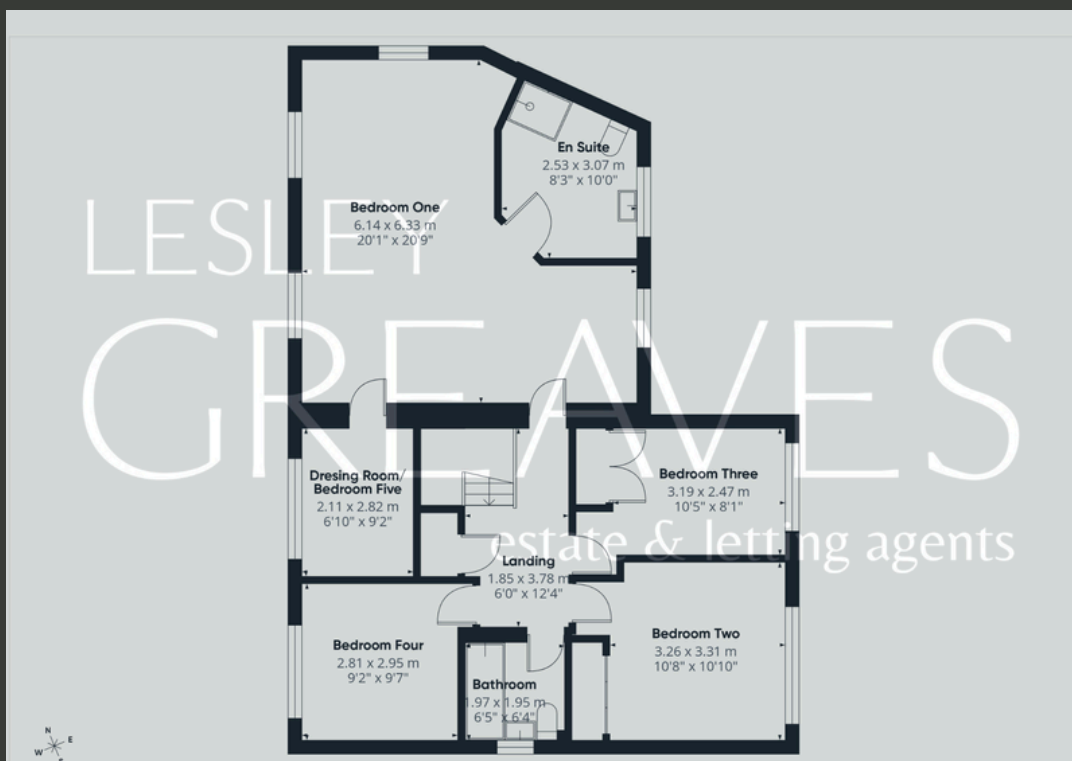 En Suite
2.53 x 3.07 m
8'3" x 10'0"
LESLEY
Bedroom One
6.14 x 6.33 m
20'1" x 20'9"
GREAVES
Dresing Room/
Bedroom Five
2.11 x 2.82 m
6'10" x 9'2"
Bedroom Three
3.19 x 2.47 m
10'5" x 8'1"
estate & letting agents
Landing
1.85 x 3.78 m
6'0" x 12'4"
Bedroom Four
2.81 x 2.95 m
9'2" x 9'7"
Bedroom Two
3.26 x 3.31 m
10'8" x 10'10"
Bathroom
1.97 x 1.95 m
6'5" x 6'4"
N
E
W
S